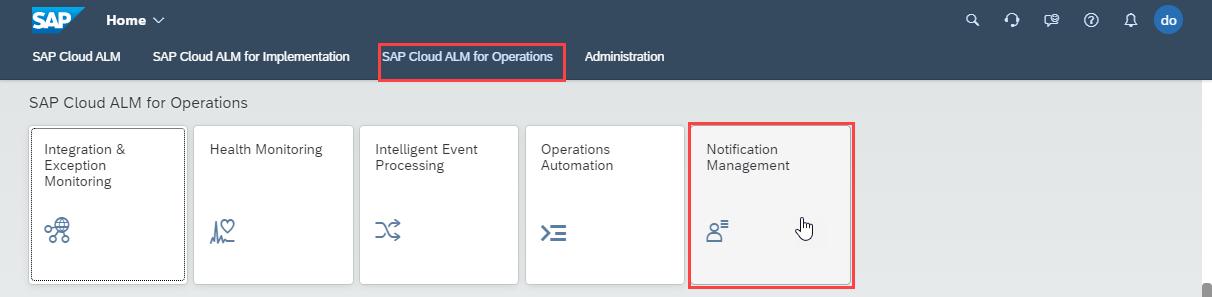 SAP Home
do
SAP Cloud ALM SAP Cloud ALM for Implementation SAP Cloud ALM for Operations Administration
SAP Cloud ALM for Operations
Integration &
Exception
Monitoring
Health Monitoring
Intelligent Event
Processing
Operations
Automation
Notification
Management